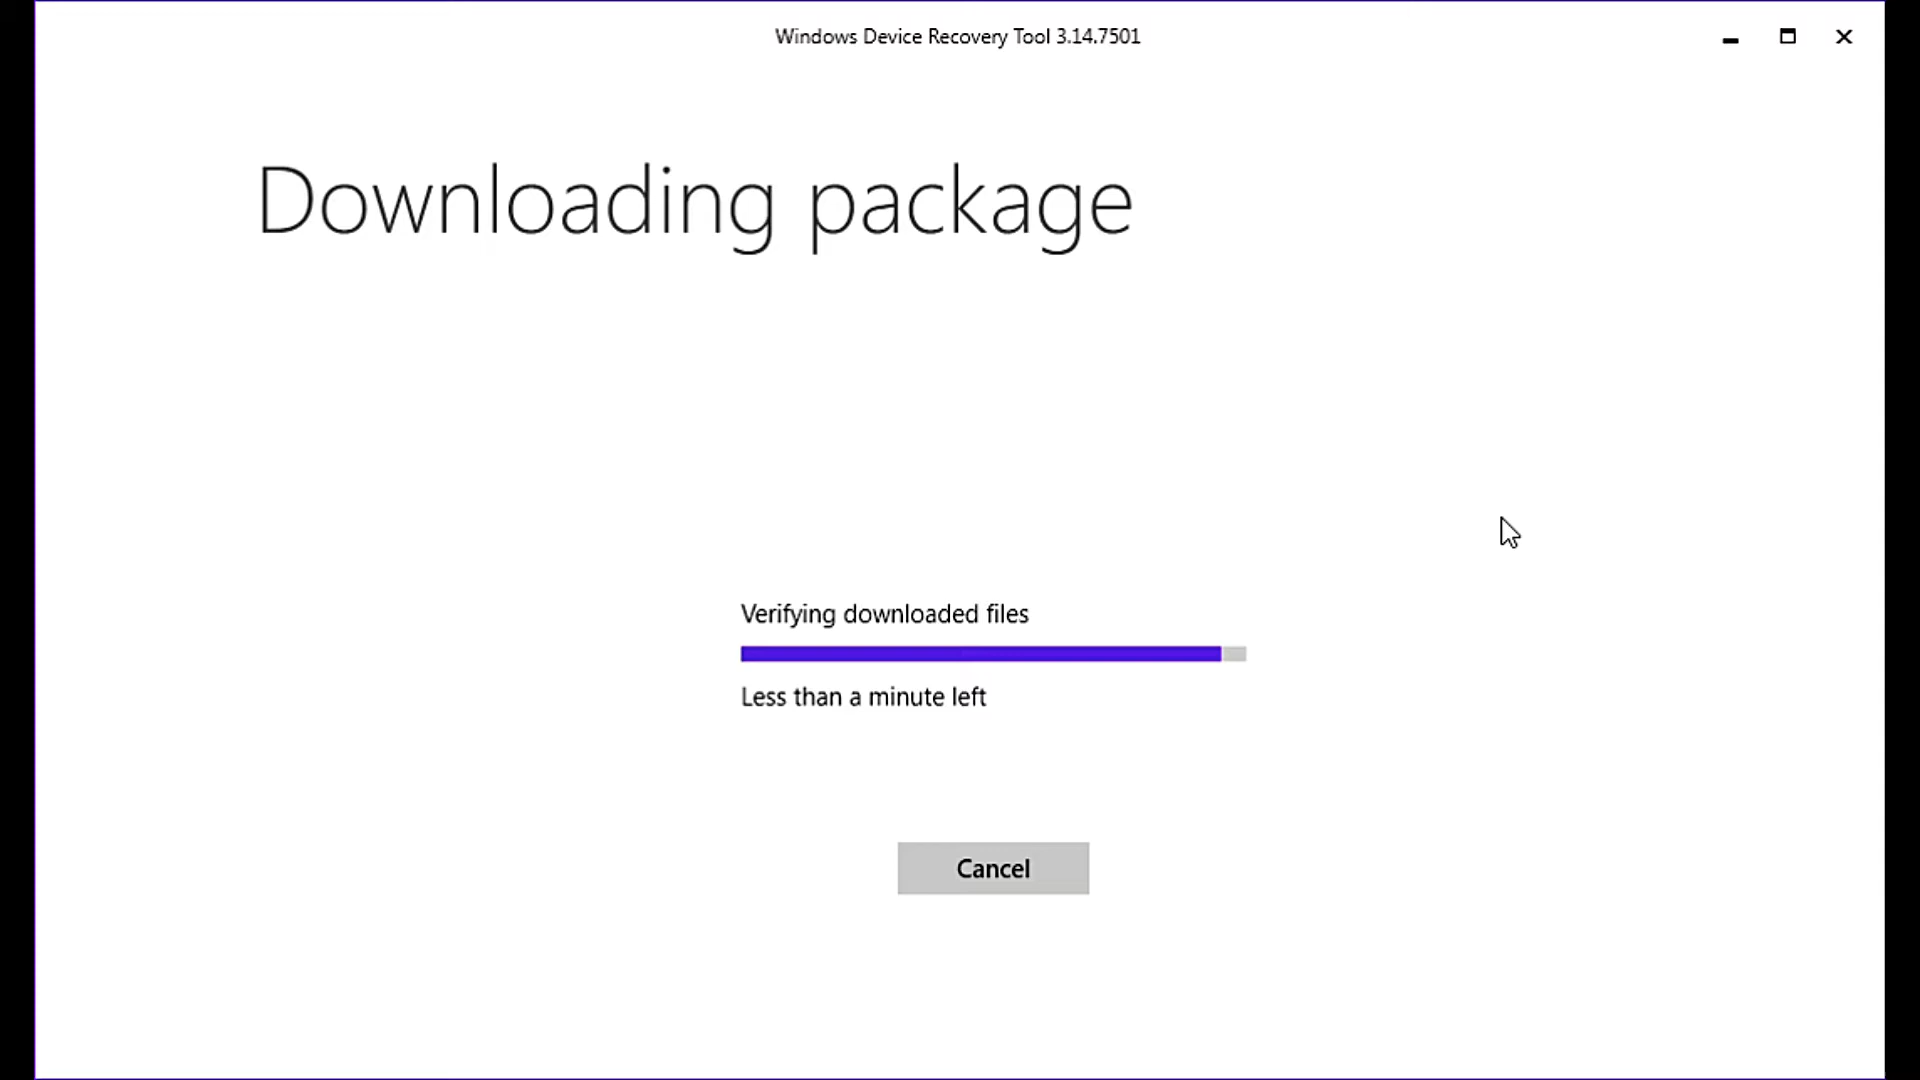 Windows Device Recovery Tool 3.14.7501
Downloading package
Verifying downloaded files
Less than a minute left
Cancel